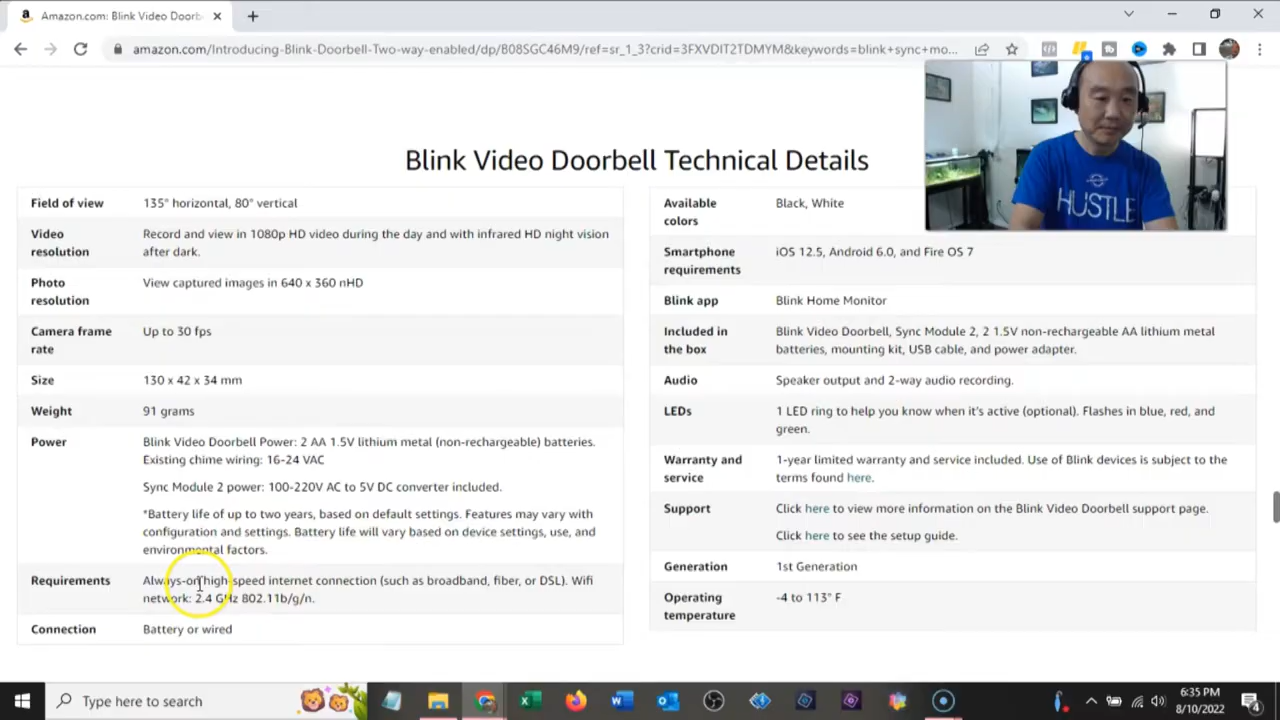 Amazon.com: Blink Video Doorb
amazon.com/Introducing-Blink-Doorbell-Two-way-enabled/dp/B08SGC46M9/ref=sr_1_3?crid=3FXVDIT2TDMYM&keywords=blink+sync+mo...
HUSTLE
Blink Video Doorbell Technical Details
Field of view
135° horizontal, 80° vertical
Video resolution
Record and view in 1080p HD video during the day and with infrared HD night vision
after dark.
Photo resolution
View captured images in 640 x 360 nHD
Camera frame rate
Up to 30 fps
Size
130 x 42 x 34 mm
Weight
91 grams
Power
Blink Video Doorbell Power: 2 AA 1.5V lithium metal (non-rechargeable) batteries.
Existing chime wiring: 16-24 VAC
Sync Module 2 power: 100-220V AC to 5V DC converter included.
*Battery life of up to two years, based on default settings. Features may vary with
configuration and settings. Battery life will vary based on device settings, use, and
environmental factors.
Requirements
Always-on high-speed internet connection (such as broadband, fiber, or DSL). Wifi
network: 2.4 GHz 802.11b/g/n.
Connection
Battery or wired
Available
colors
Black, White
Smartphone
requirements
iOS 12.5, Android 6.0, and Fire OS 7
Blink app
Blink Home Monitor
Included in
the box
Blink Video Doorbell, Sync Module 2, 2 1.5V non-rechargeable AA lithium metal
batteries, mounting kit, USB cable, and power adapter.
Audio
Speaker output and 2-way audio recording.
LEDs
1 LED ring to help you know when it's active (optional). Flashes in blue, red, and
green.
Warranty and
service
1-year limited warranty and service included. Use of Blink devices is subject to the
terms found here.
Support
Click here to view more information on the Blink Video Doorbell support page.
Click here to see the setup guide.
Generation
1st Generation
Operating
temperature
-4 to 113° F
Type here to search
6:35 PM
8/10/2022
4